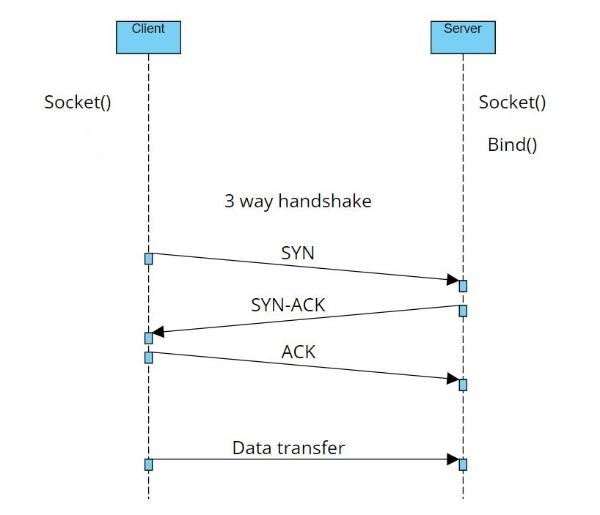 Client
Server
Socket()
Socket()
Bind()
3 way handshake
SYN
SYN-ACK
ACK
Data transfer